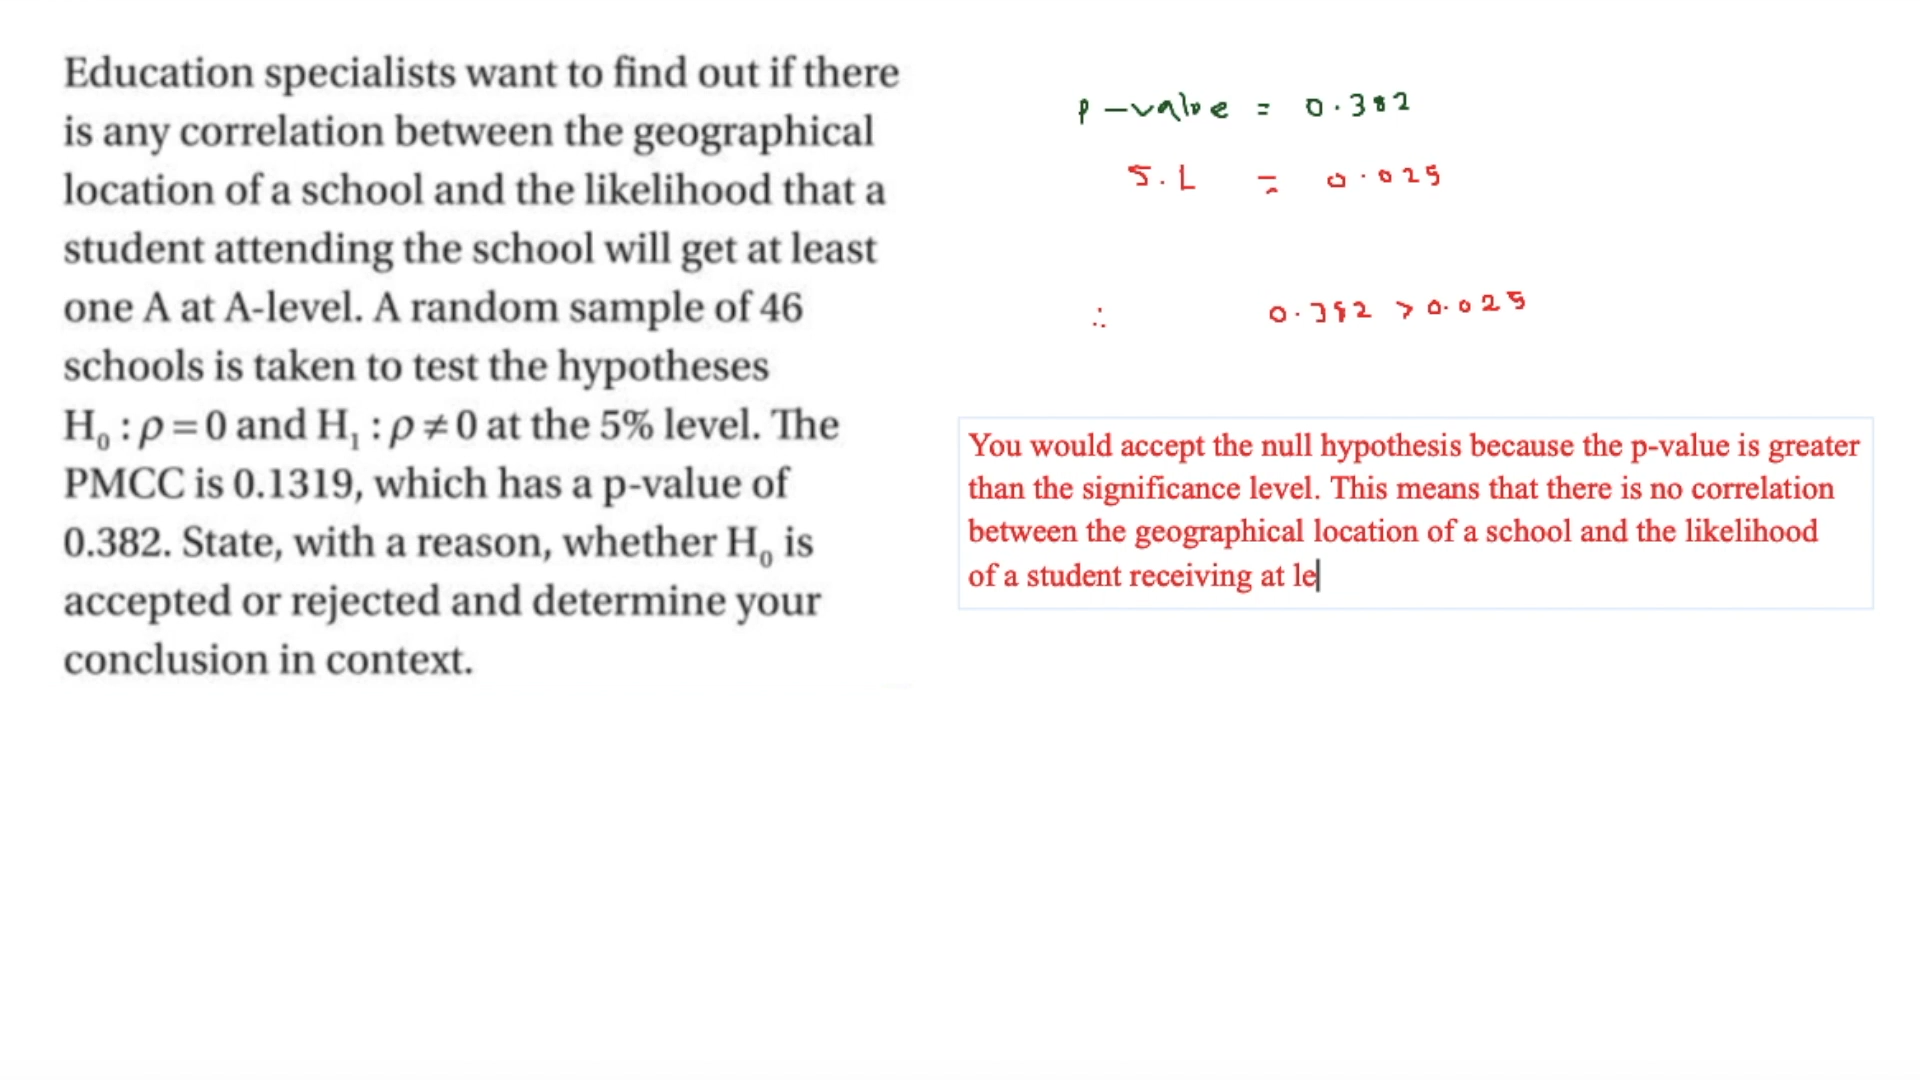 Education specialists want to find out if there
is any correlation between the geographical
location of a school and the likelihood that a
student attending the school will get at least
one A at A-level. A random sample of 46
schools is taken to test the hypotheses
H₀ : ρ = 0 and H₁ : ρ ≠ 0 at the 5% level. The
PMCC is 0.1319, which has a p-value of
0.382. State, with a reason, whether H₀ is
accepted or rejected and determine your
conclusion in context.
p-value = 0.382
S.L = 0.025
∴ 0.382 > 0.025
You would accept the null hypothesis because the p-value is greater
than the significance level. This means that there is no correlation
between the geographical location of a school and the likelihood
of a student receiving at le